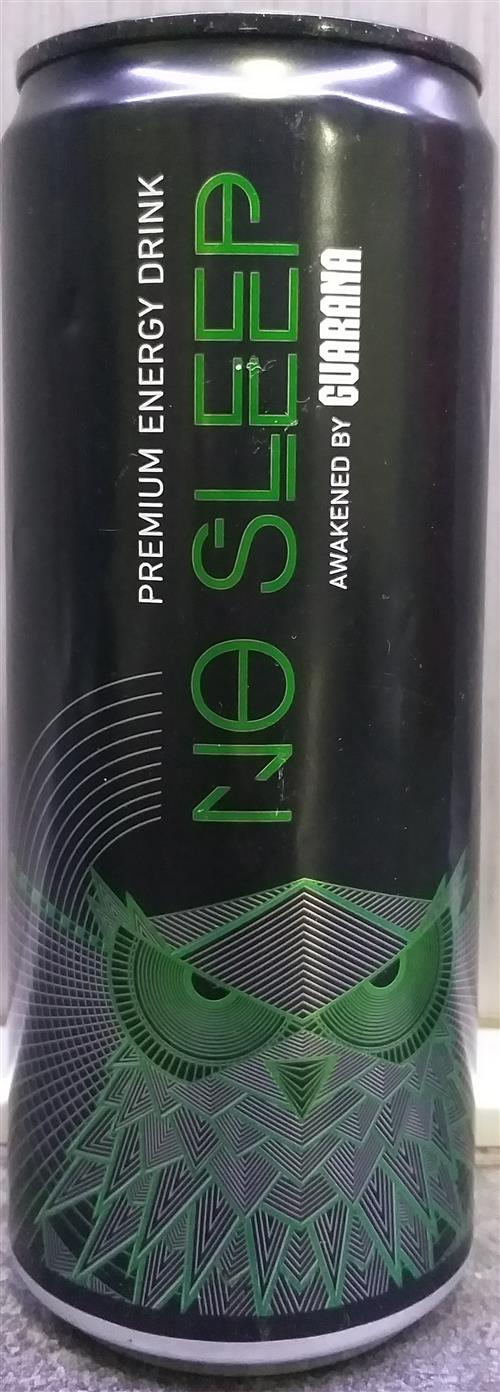 PREMIUM ENERGY DRINK
NO SLEEP
AWAKENED BY GUARANA